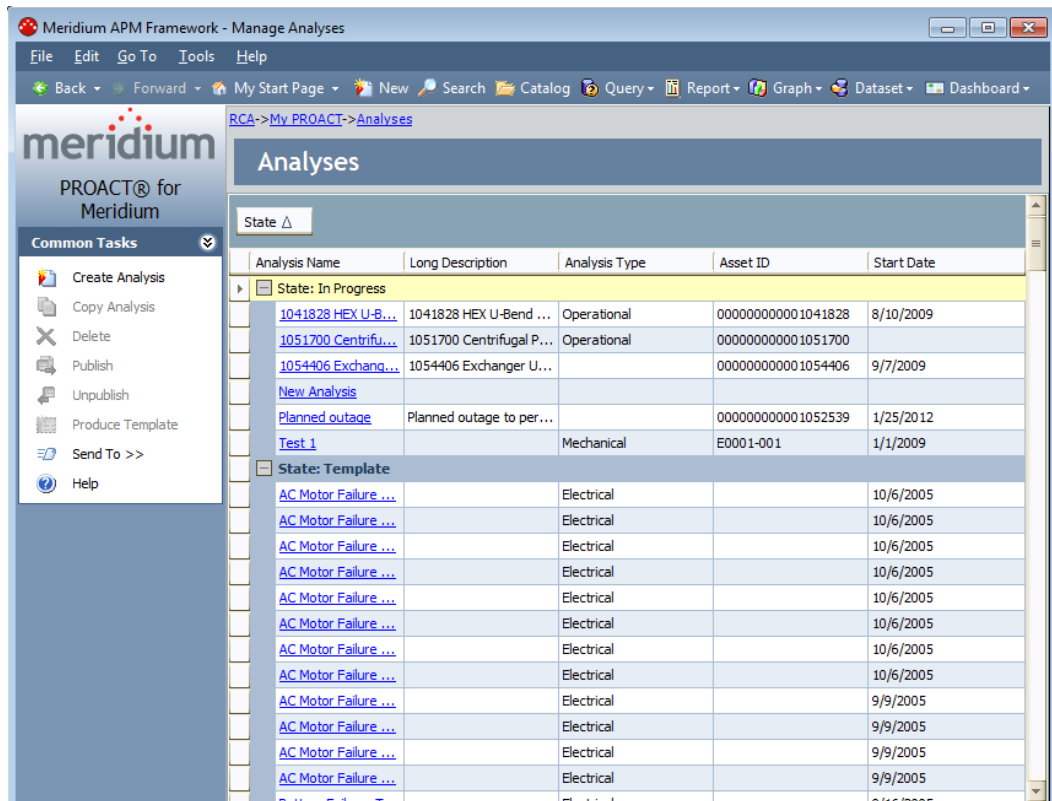 Meridium APM Framework - Manage Analyses
File Edit Go To Tools Help
Back Forward My Start Page New Search Catalog Query Report Graph Dataset Dashboard
meridium
PROACT® for
Meridium
Common Tasks
Create Analysis
Copy Analysis
Delete
Publish
Unpublish
Produce Template
Send To >>
Help
RCA->My PROACT->Analyses
Analyses
State
Analysis Name Long Description Analysis Type Asset ID Start Date
State: In Progress
1041828 HEX U-B... 1041828 HEX U-Bend ... Operational 000000000001041828 8/10/2009
1051700 Centrifu... 1051700 Centrifugal P... Operational 000000000001051700
1054406 Exchang... 1054406 Exchanger U... 000000000001054406 9/7/2009
New Analysis
Planned outage Planned outage to per... 000000000001052539 1/25/2012
Test 1 Mechanical E0001-001 1/1/2009
State: Template
AC Motor Failure ... Electrical 10/6/2005
AC Motor Failure ... Electrical 10/6/2005
AC Motor Failure ... Electrical 10/6/2005
AC Motor Failure ... Electrical 10/6/2005
AC Motor Failure ... Electrical 10/6/2005
AC Motor Failure ... Electrical 10/6/2005
AC Motor Failure ... Electrical 10/6/2005
AC Motor Failure ... Electrical 10/6/2005
AC Motor Failure ... Electrical 9/9/2005
AC Motor Failure ... Electrical 9/9/2005
AC Motor Failure ... Electrical 9/9/2005
AC Motor Failure ... Electrical 9/9/2005